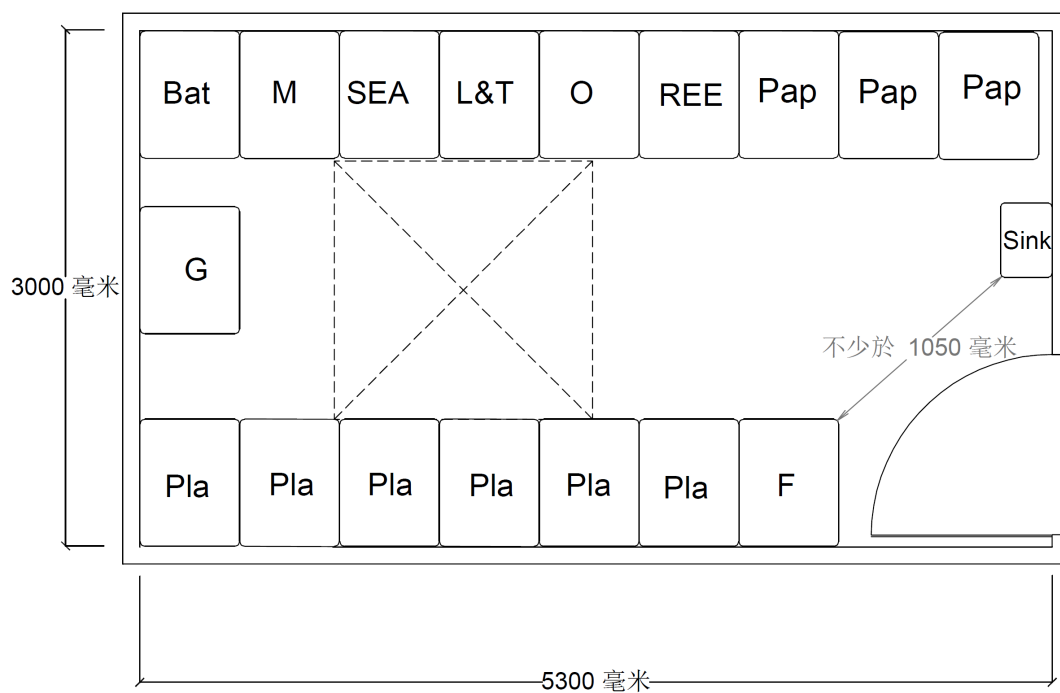 Bat
M
SEA
L&T
O
REE
Pap
Pap
Pap
G
Sink
3000 毫米
不少於 1050 毫米
Pla
Pla
Pla
Pla
Pla
Pla
F
5300 毫米